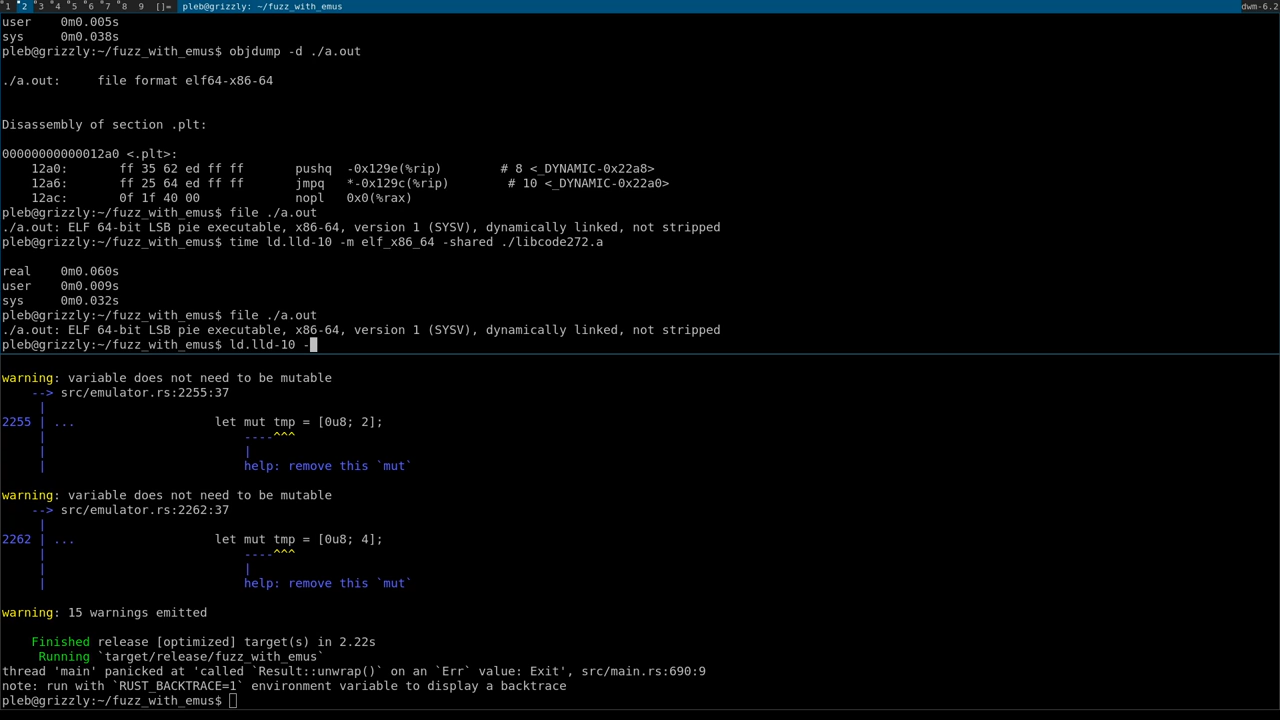 1 2 3 4 5 6 7 8 9 []= pleb@grizzly: ~/fuzz_with_emus dwm-6.2
user    0m0.005s
sys     0m0.038s
pleb@grizzly:~/fuzz_with_emus$ objdump -d ./a.out
./a.out:     file format elf64-x86-64
Disassembly of section .plt:
00000000000012a0 <.plt>:
    12a0:       ff 35 62 ed ff ff       pushq  -0x129e(%rip)        # 8 <_DYNAMIC-0x22a8>
    12a6:       ff 25 64 ed ff ff       jmpq   *-0x129c(%rip)        # 10 <_DYNAMIC-0x22a0>
    12ac:       0f 1f 40 00             nopl   0x0(%rax)
pleb@grizzly:~/fuzz_with_emus$ file ./a.out
./a.out: ELF 64-bit LSB pie executable, x86-64, version 1 (SYSV), dynamically linked, not stripped
pleb@grizzly:~/fuzz_with_emus$ time ld.lld-10 -m elf_x86_64 -shared ./libcode272.a
real    0m0.060s
user    0m0.009s
sys     0m0.032s
pleb@grizzly:~/fuzz_with_emus$ file ./a.out
./a.out: ELF 64-bit LSB pie executable, x86-64, version 1 (SYSV), dynamically linked, not stripped
pleb@grizzly:~/fuzz_with_emus$ ld.lld-10 -
warning: variable does not need to be mutable
    --> src/emulator.rs:2255:37
     |
2255 | ...                   let mut tmp = [0u8; 2];
     |                           ----^^^
     |                           |
     |                           help: remove this `mut`
warning: variable does not need to be mutable
    --> src/emulator.rs:2262:37
     |
2262 | ...                   let mut tmp = [0u8; 4];
     |                           ----^^^
     |                           |
     |                           help: remove this `mut`
warning: 15 warnings emitted
    Finished release [optimized] target(s) in 2.22s
     Running `target/release/fuzz_with_emus`
thread 'main' panicked at 'called `Result::unwrap()` on an `Err` value: Exit', src/main.rs:690:9
note: run with `RUST_BACKTRACE=1` environment variable to display a backtrace
pleb@grizzly:~/fuzz_with_emus$